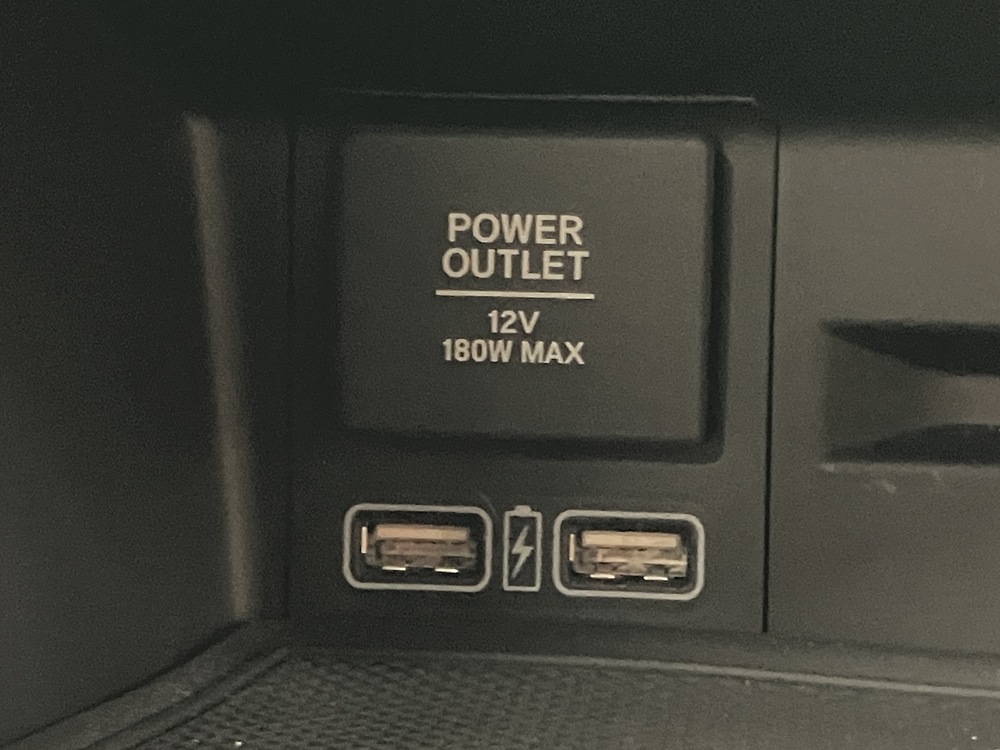 POWER
OUTLET
12V
180W MAX